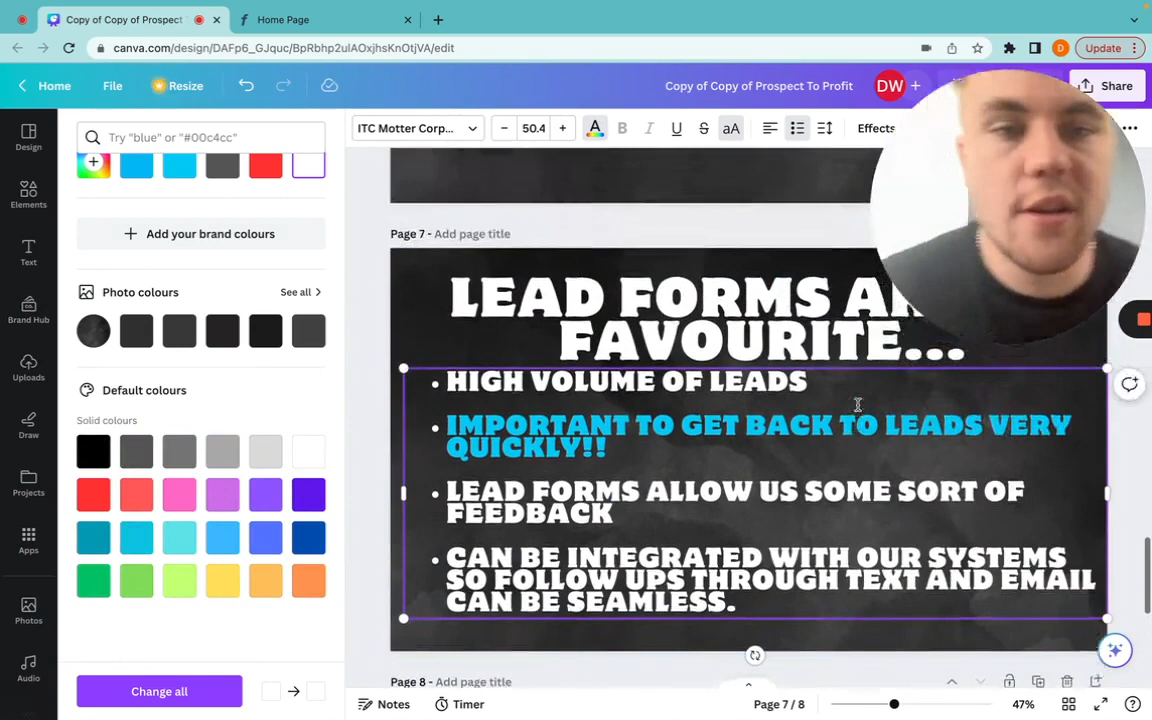 Copy of Copy of Prospect
Home Page
canva.com/design/DAFp6_GJquc/BpRbhp2ulAOxjhsKnOtjVA/edit
D
Update
Home
File
Resize
Copy of Copy of Prospect To Profit
DW
Share
Design
Elements
Text
Brand Hub
Uploads
Draw
Projects
Apps
Photos
Audio
Try "blue" or "#00c4cc"
Add your brand colours
Photo colours
See all
Default colours
Solid colours
Change all
ITC Motter Corp...
50.4
A
B
I
U
S
aA
Effects
Page 7 - Add page title
LEAD FORMS
FAVOURITE...
• HIGH VOLUME OF LEADS
• IMPORTANT TO GET BACK TO LEADS VERY
QUICKLY!!
• LEAD FORMS ALLOW US SOME SORT OF
FEEDBACK
• CAN BE INTEGRATED WITH OUR SYSTEMS
SO FOLLOW UPS THROUGH TEXT AND EMAIL
CAN BE SEAMLESS.
Page 8 - Add page title
Notes
Timer
Page 7 / 8
47%